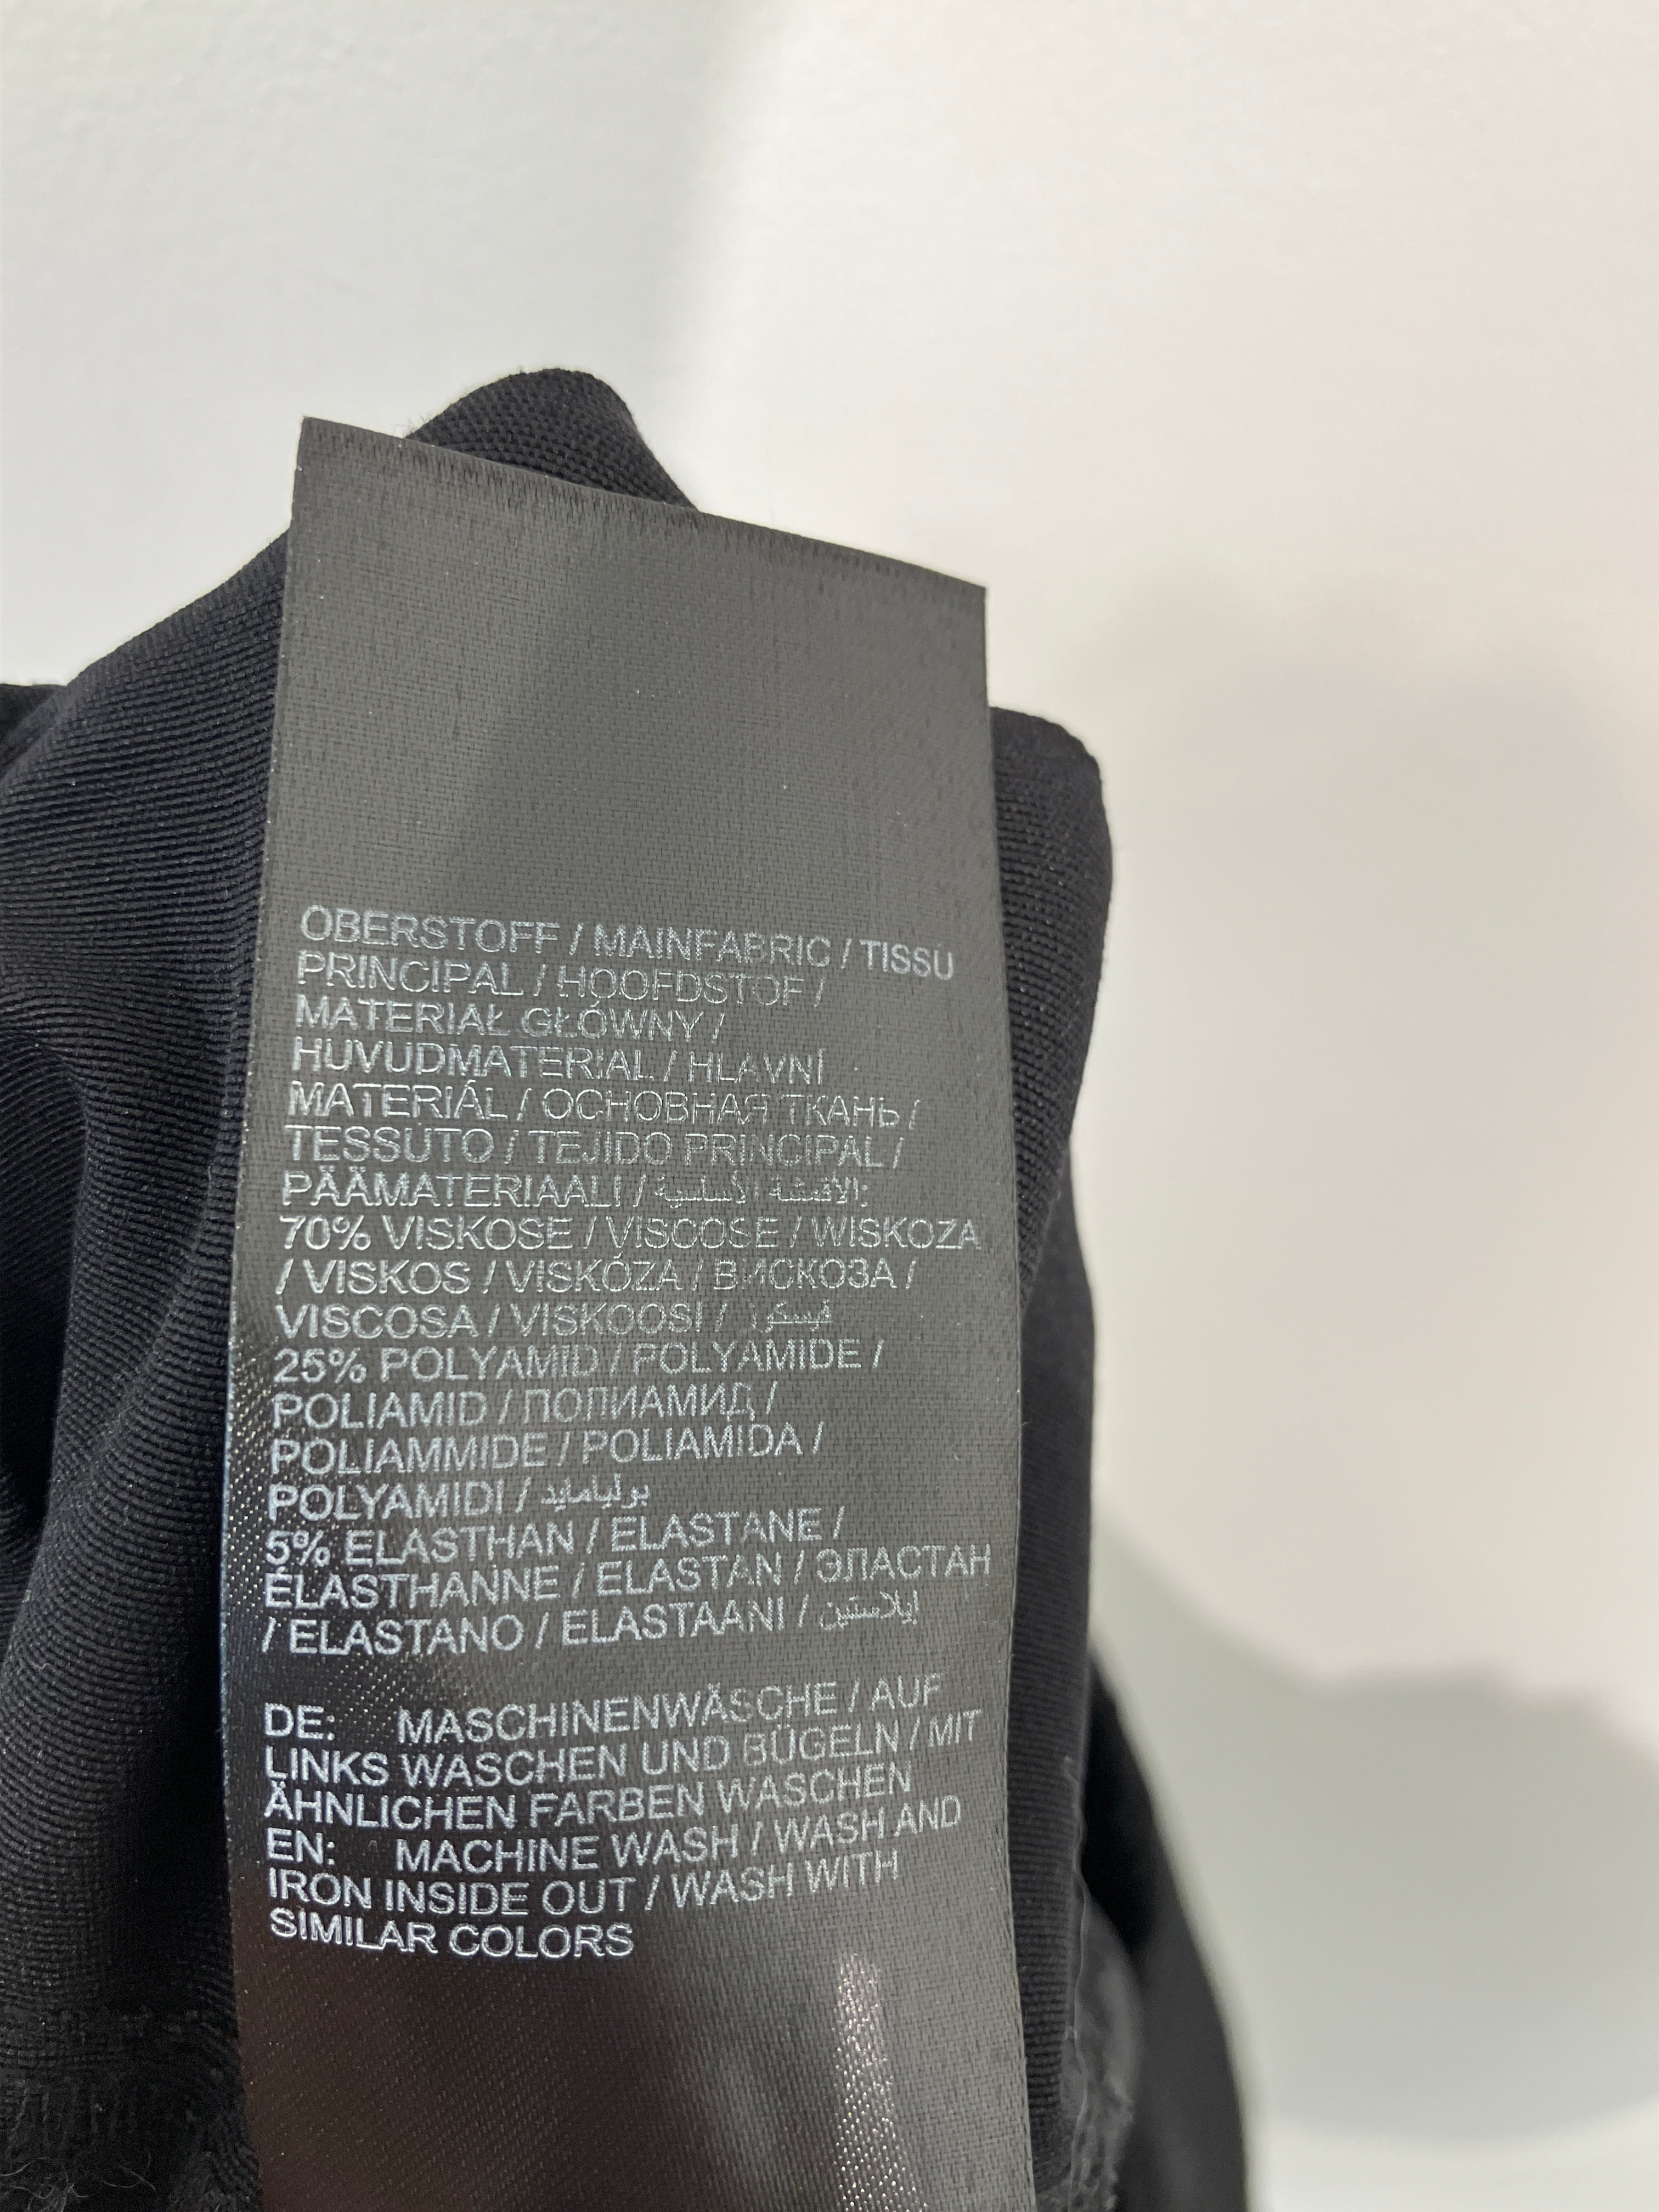 OBERSTOFF / MAINFABRIC / TISSU
PRINCIPAL / HOOFDSTOF /
MATERIAŁ GŁÓWNY /
HUVUDMATERIAL / HLAVNÍ
MATERIÁL / ОСНОВНАЯ ТКАНЬ /
TESSUTO / TEJIDO PRINCIPAL /
PÄÄMATERIAALI / الأقمشة الأساسية:
70% VISKOSE / VISCOSE / WISKOZA
/ VISKOS / VISKÓZA / ВИСКОЗА /
VISCOSA / VISKOOSI / فيسكوز
25% POLYAMID / POLYAMIDE /
POLIAMID / ПОЛИАМИД /
POLIAMMIDE / POLIAMIDA /
POLYAMIDI / بولياميد
5% ELASTHAN / ELASTANE /
ÉLASTHANNE / ELASTAN / ЭЛАСТАН
/ ELASTANO / ELASTAANI / إيلاستين
DE: MASCHINENWÄSCHE / AUF
LINKS WASCHEN UND BÜGELN / MIT
ÄHNLICHEN FARBEN WASCHEN
EN: MACHINE WASH / WASH AND
IRON INSIDE OUT / WASH WITH
SIMILAR COLORS